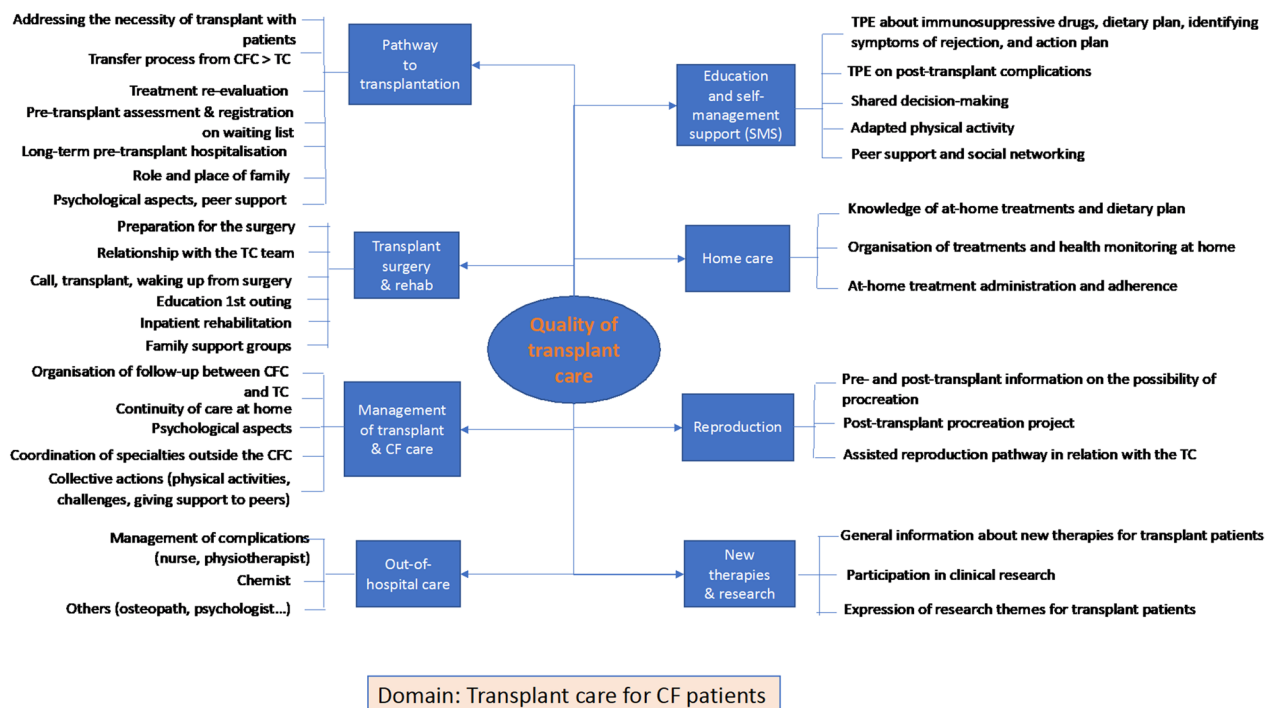 Addressing the necessity of transplant with
patients
Transfer process from CFC > TC
Treatment re-evaluation
Pre-transplant assessment & registration
on waiting list
Long-term pre-transplant hospitalisation
Role and place of family
Psychological aspects, peer support
Pathway
to
transplantation
Preparation for the surgery
Relationship with the TC team
Call, transplant, waking up from surgery
Education 1st outing
Inpatient rehabilitation
Family support groups
Transplant
surgery
& rehab
Organisation of follow-up between CFC
and TC
Continuity of care at home
Psychological aspects
Coordination of specialties outside the CFC
Collective actions (physical activities,
challenges, giving support to peers)
Management
of transplant
& CF care
Management of complications
(nurse, physiotherapist)
Chemist
Others (osteopath, psychologist...)
Out-of-
hospital care
Quality of
transplant
care
Education
and self-
management
support (SMS)
TPE about immunosuppressive drugs, dietary plan, identifying
symptoms of rejection, and action plan
TPE on post-transplant complications
Shared decision-making
Adapted physical activity
Peer support and social networking
Home care
Knowledge of at-home treatments and dietary plan
Organisation of treatments and health monitoring at home
At-home treatment administration and adherence
Reproduction
Pre- and post-transplant information on the possibility of
procreation
Post-transplant procreation project
Assisted reproduction pathway in relation with the TC
New
therapies
& research
General information about new therapies for transplant patients
Participation in clinical research
Expression of research themes for transplant patients
Domain: Transplant care for CF patients